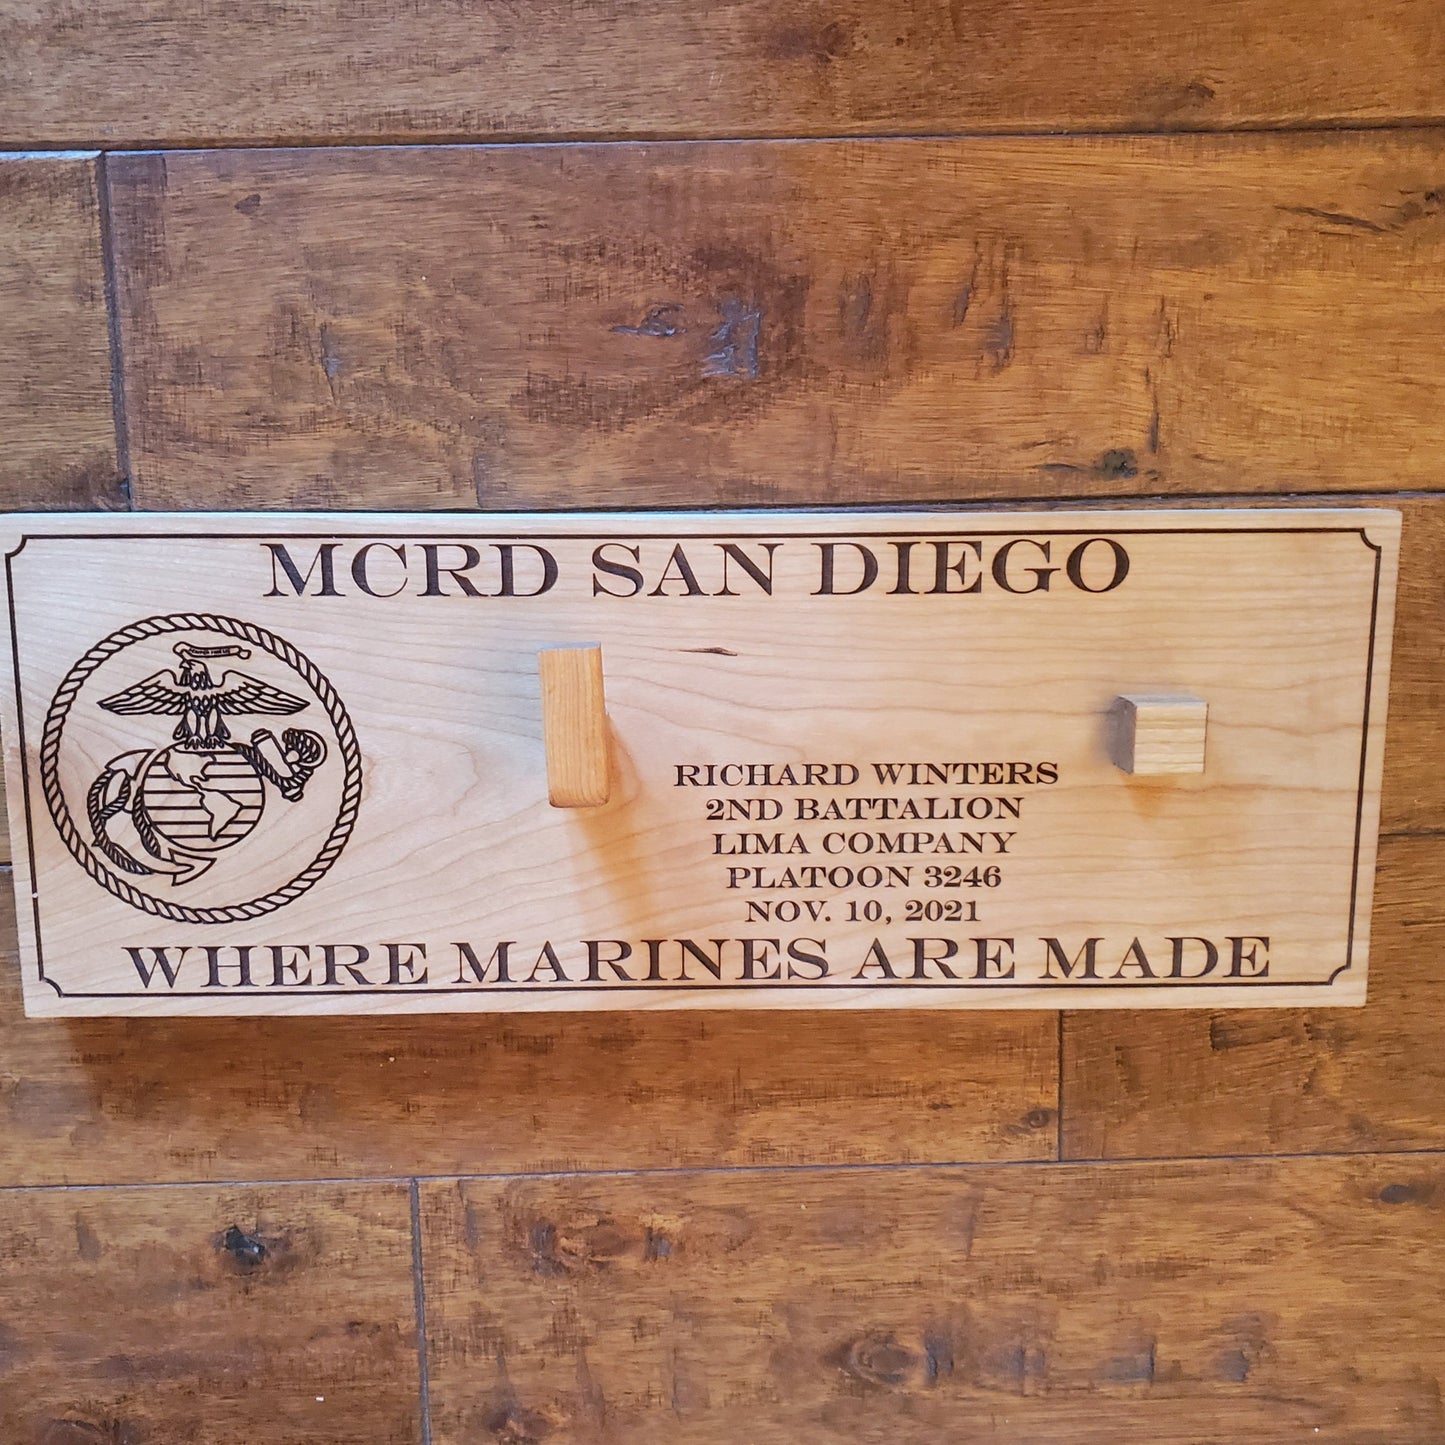 MCRD SAN DIEGO
RICHARD WINTERS
2ND BATTALION
LIMA COMPANY
PLATOON 3246
NOV. 10, 2021
WHERE MARINES ARE MADE